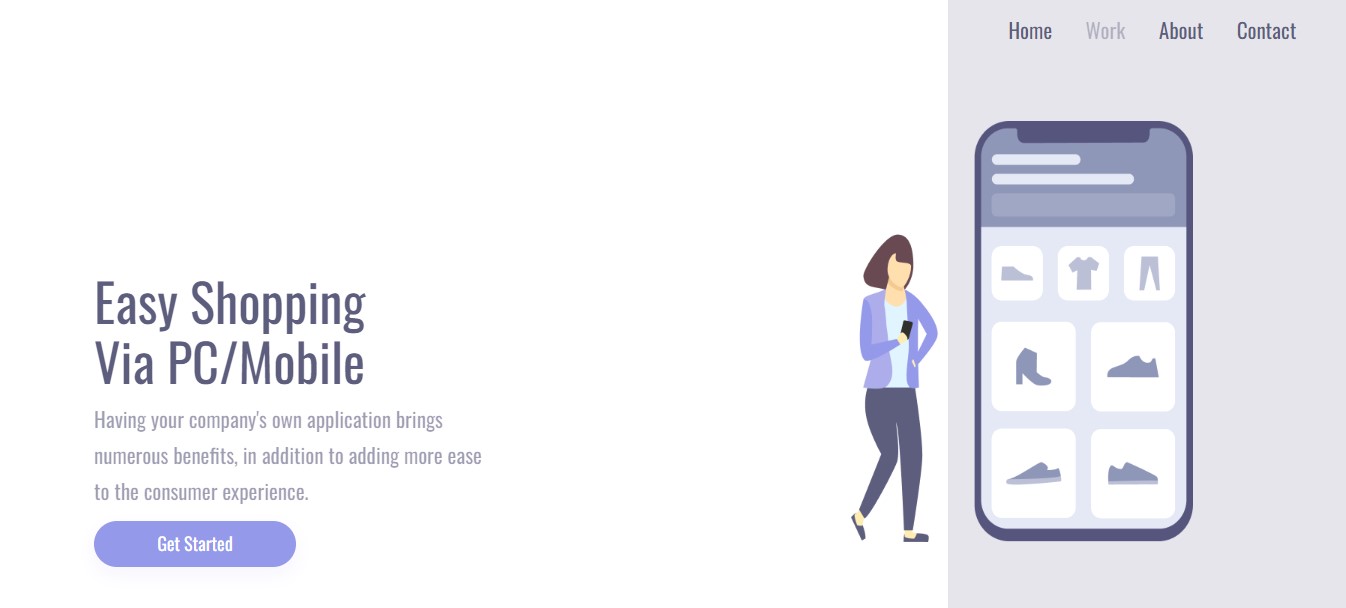 Home Work About Contact
Easy Shopping
Via PC/Mobile
Having your company's own application brings
numerous benefits, in addition to adding more ease
to the consumer experience.
Get Started